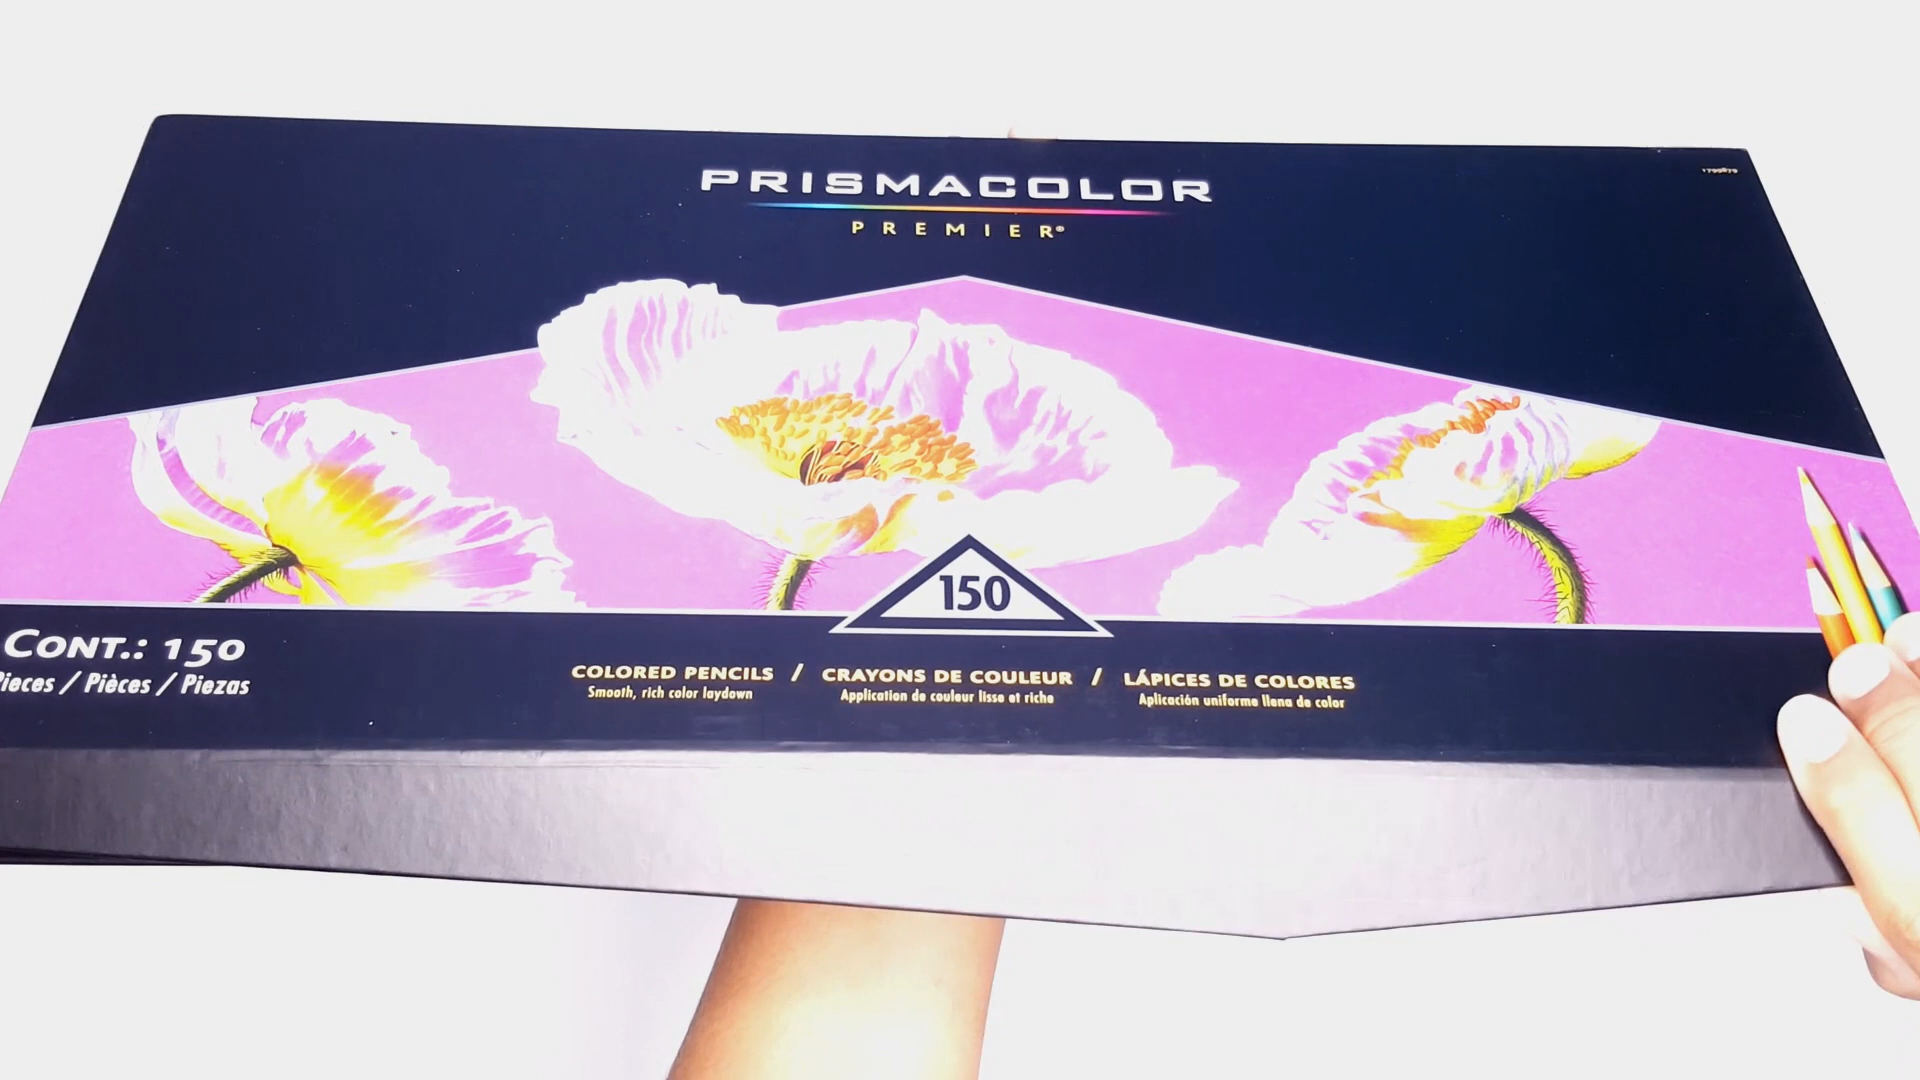 PRISMACOLOR
PREMIER®
150
CONT.: 150
Pieces / Pièces / Piezas
COLORED PENCILS / CRAYONS DE COULEUR / LÁPICES DE COLORES
Smooth, rich color laydown Application de couleur lisse et riche Aplicación uniforme llena de color